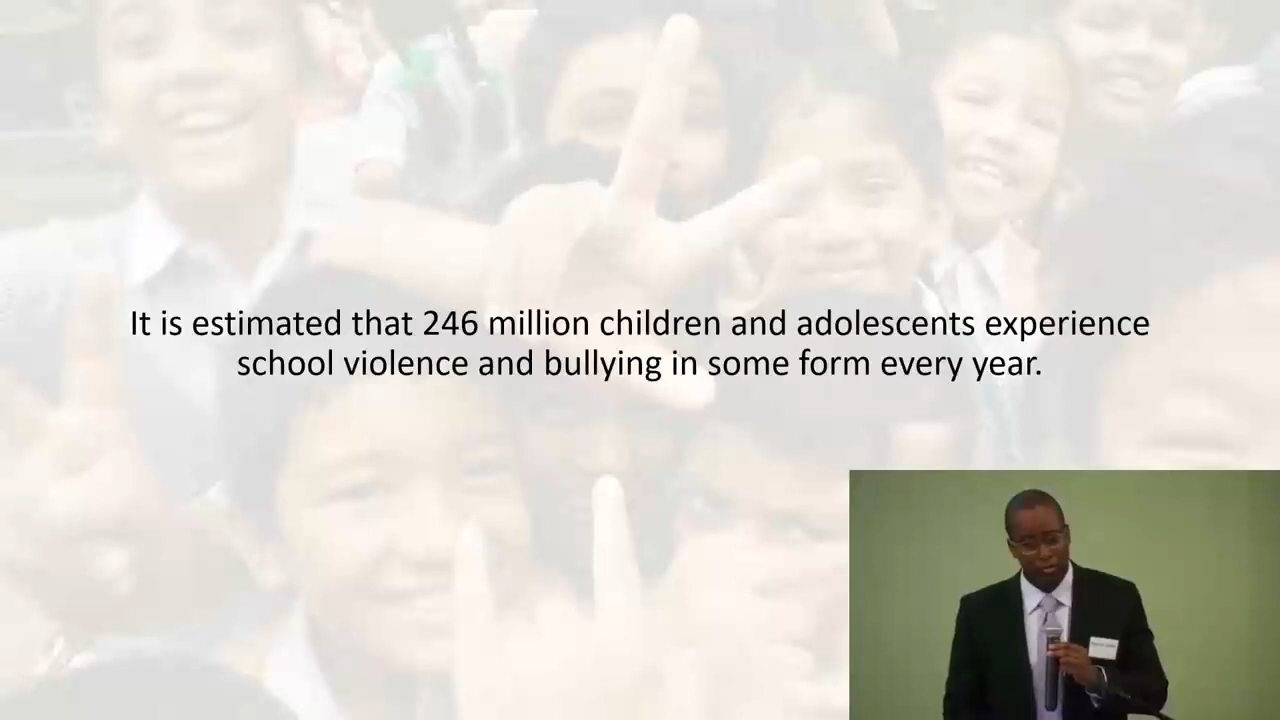 It is estimated that 246 million children and adolescents experience
school violence and bullying in some form every year.